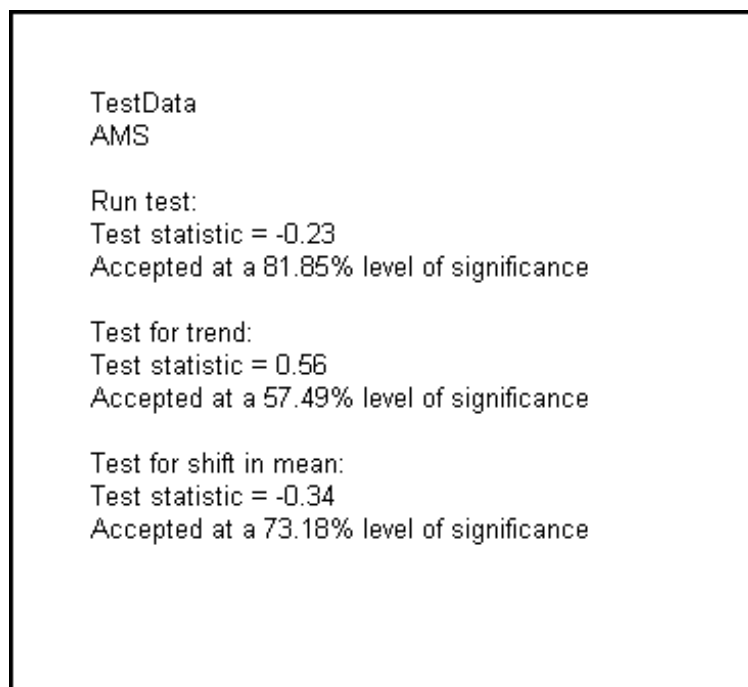 TestData
AMS
Run test:
Test statistic = -0.23
Accepted at a 81.85% level of significance
Test for trend:
Test statistic = 0.56
Accepted at a 57.49% level of significance
Test for shift in mean:
Test statistic = -0.34
Accepted at a 73.18% level of significance